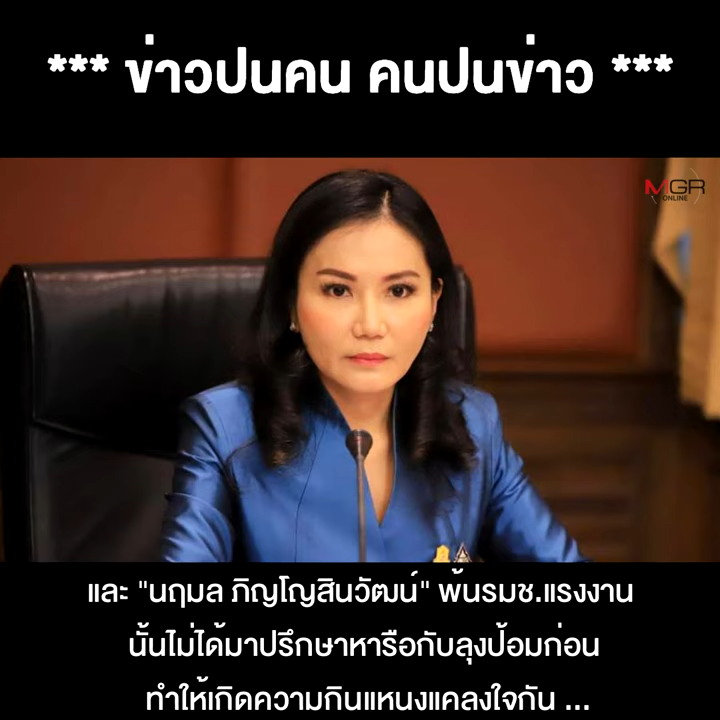 *** ข่าวปนคน คนปนข่าว ***
MGR
ONLINE
และ "นฤมล ภิญโญสินวัฒน์" พ้นรมช.แรงงาน
นั้นไม่ได้มาปรึกษาหารือกับลุงป้อมก่อน
ทำให้เกิดความกินแหนงแคลงใจกัน ...